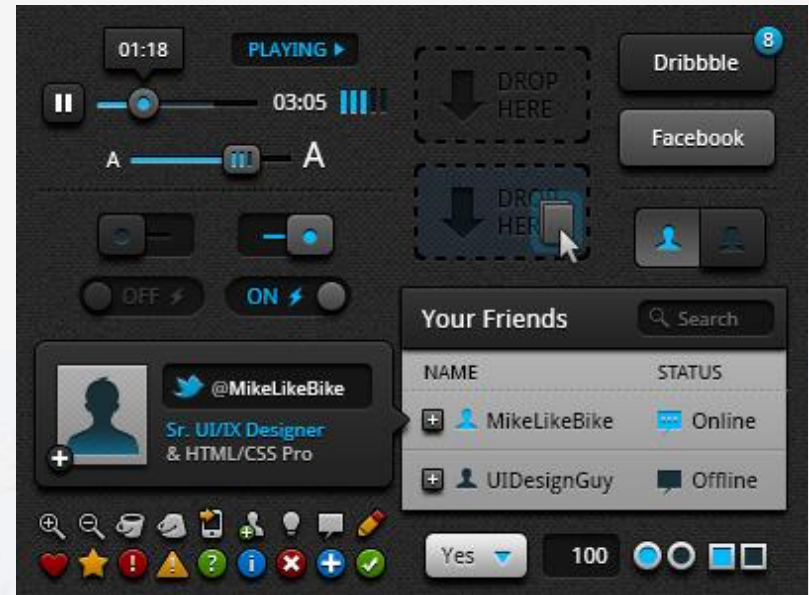 01:18
PLAYING
03:05
A
A
DROP
HERE
DROP
HERE
Dribbble
8
Facebook
OFF
ON
@MikeLikeBike
Sr. UI/IX Designer
& HTML/CSS Pro
Your Friends
Search
NAME
STATUS
MikeLikeBike
Online
UIDesignGuy
Offline
Yes
100